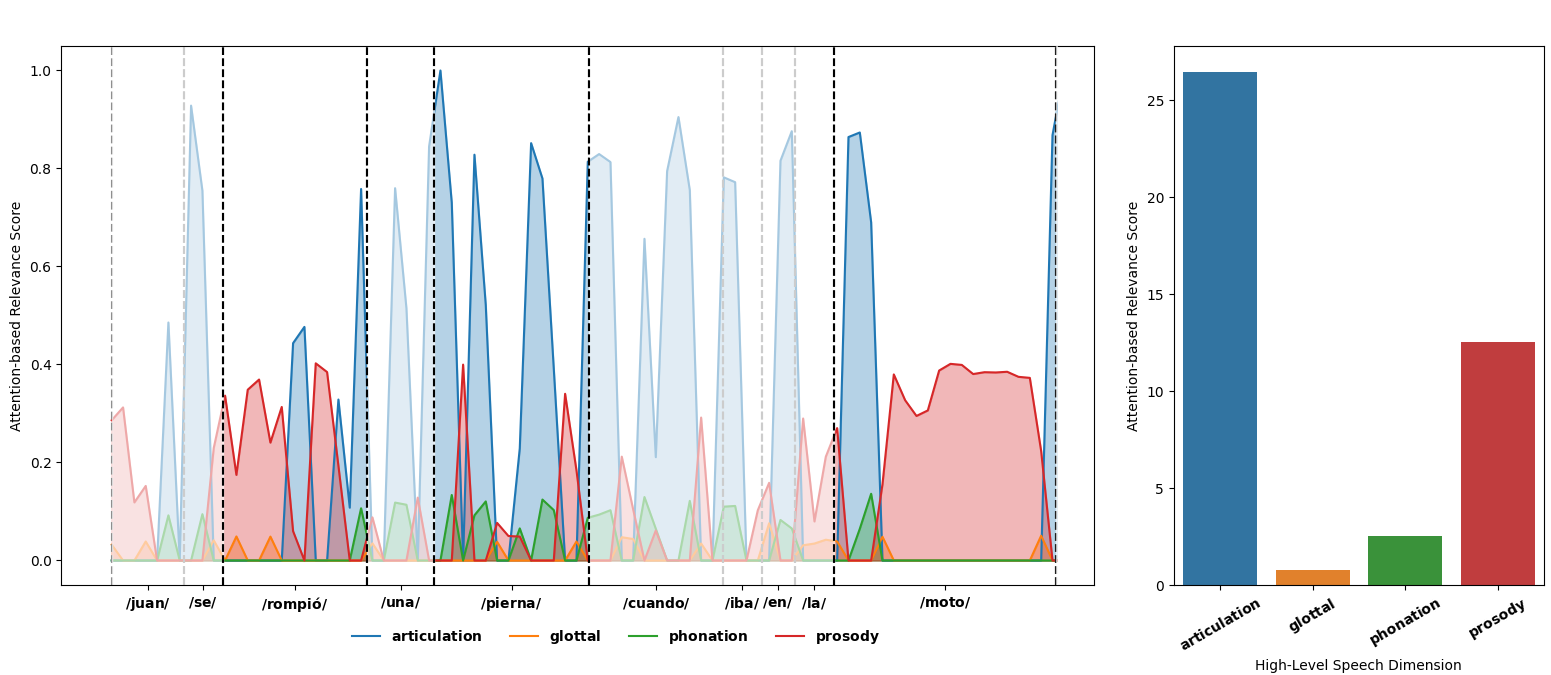 Attention-based Relevance Score
1.0
0.8
0.6
0.4
0.2
0.0
/juan/ /se/ /rompió/ /una/ /pierna/ /cuando/ /iba/ /en/ /la/ /moto/
articulation glottal phonation prosody
Attention-based Relevance Score
25
20
15
10
5
0
articulation glottal phonation prosody
High-Level Speech Dimension